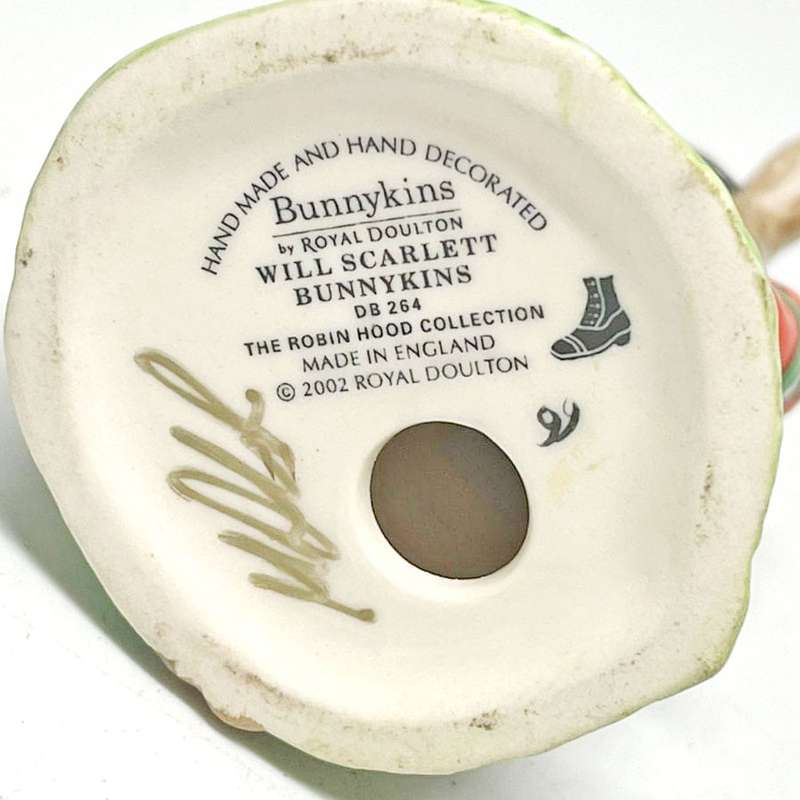 HAND MADE AND HAND DECORATED
Bunnykins
by ROYAL DOULTON
WILL SCARLETT
BUNNYKINS
DB 264
THE ROBIN HOOD COLLECTION
MADE IN ENGLAND
© 2002 ROYAL DOULTON